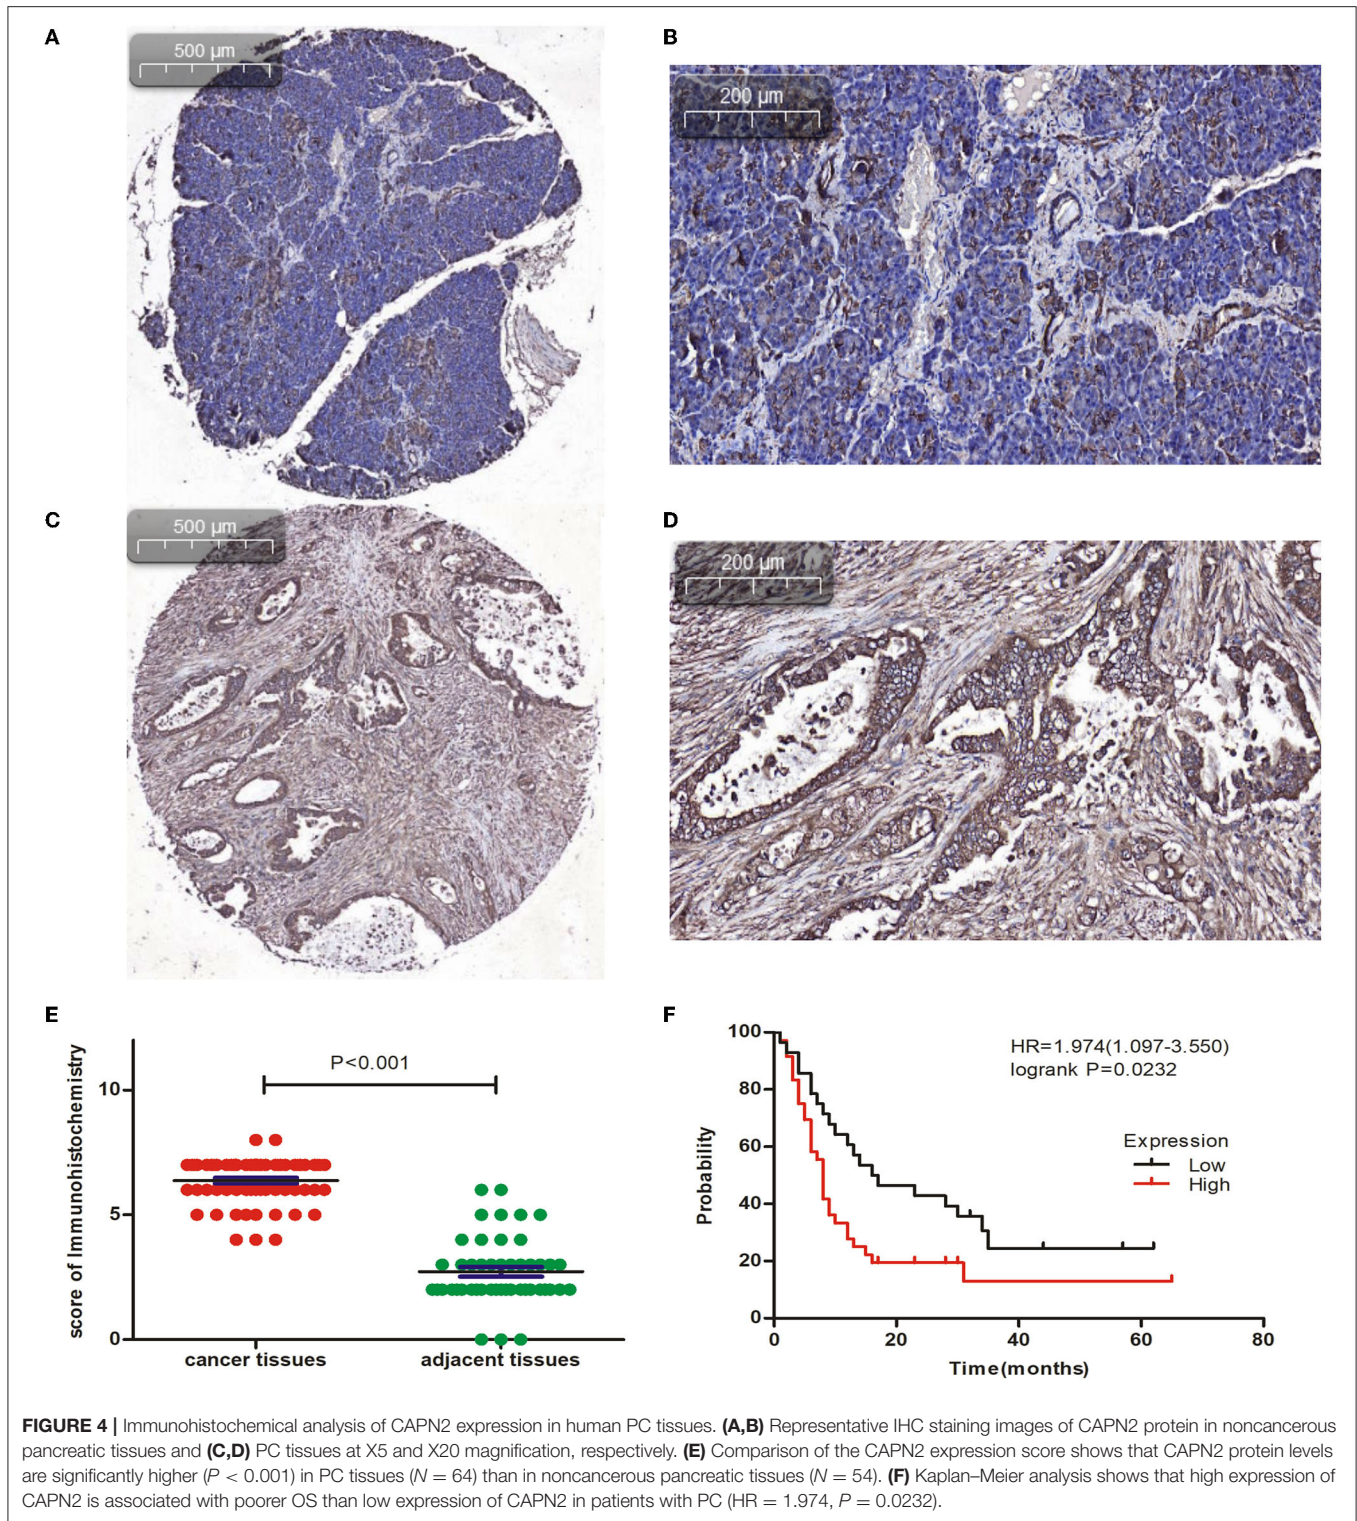 A
500 µm
B
200 µm
C
500 µm
D
200 µm
E
P<0.001
10
5
0
score of Immunohistochemistry
cancer tissues
adjacent tissues
F
100
80
60
40
20
0
Probability
HR=1.974(1.097-3.550)
logrank P=0.0232
Expression
Low
High
0
20
40
60
80
Time(months)
FIGURE 4 | Immunohistochemical analysis of CAPN2 expression in human PC tissues. (A,B) Representative IHC staining images of CAPN2 protein in noncancerous
pancreatic tissues and (C,D) PC tissues at X5 and X20 magnification, respectively. (E) Comparison of the CAPN2 expression score shows that CAPN2 protein levels
are significantly higher (P < 0.001) in PC tissues (N = 64) than in noncancerous pancreatic tissues (N = 54). (F) Kaplan–Meier analysis shows that high expression of
CAPN2 is associated with poorer OS than low expression of CAPN2 in patients with PC (HR = 1.974, P = 0.0232).